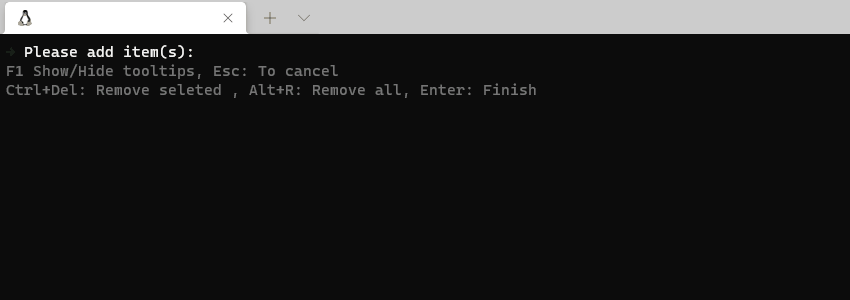 → Please add item(s):
F1 Show/Hide tooltips, Esc: To cancel
Ctrl+Del: Remove seleted , Alt+R: Remove all, Enter: Finish